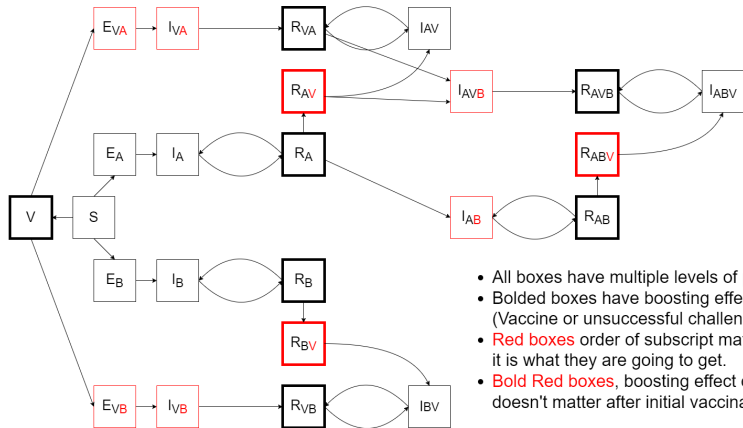 EVA
IVA
RVA
IAV
RAV
IAVB
RAVB
IABV
EA
IA
RA
RABV
V
S
IAB
RAB
EB
IB
RB
RBV
EVB
IVB
RVB
IBV
• All boxes have multiple levels of
• Bolded boxes have boosting effe
(Vaccine or unsuccessful challen
• Red boxes order of subscript mat
it is what they are going to get.
• Bold Red boxes, boosting effect
doesn't matter after initial vaccina